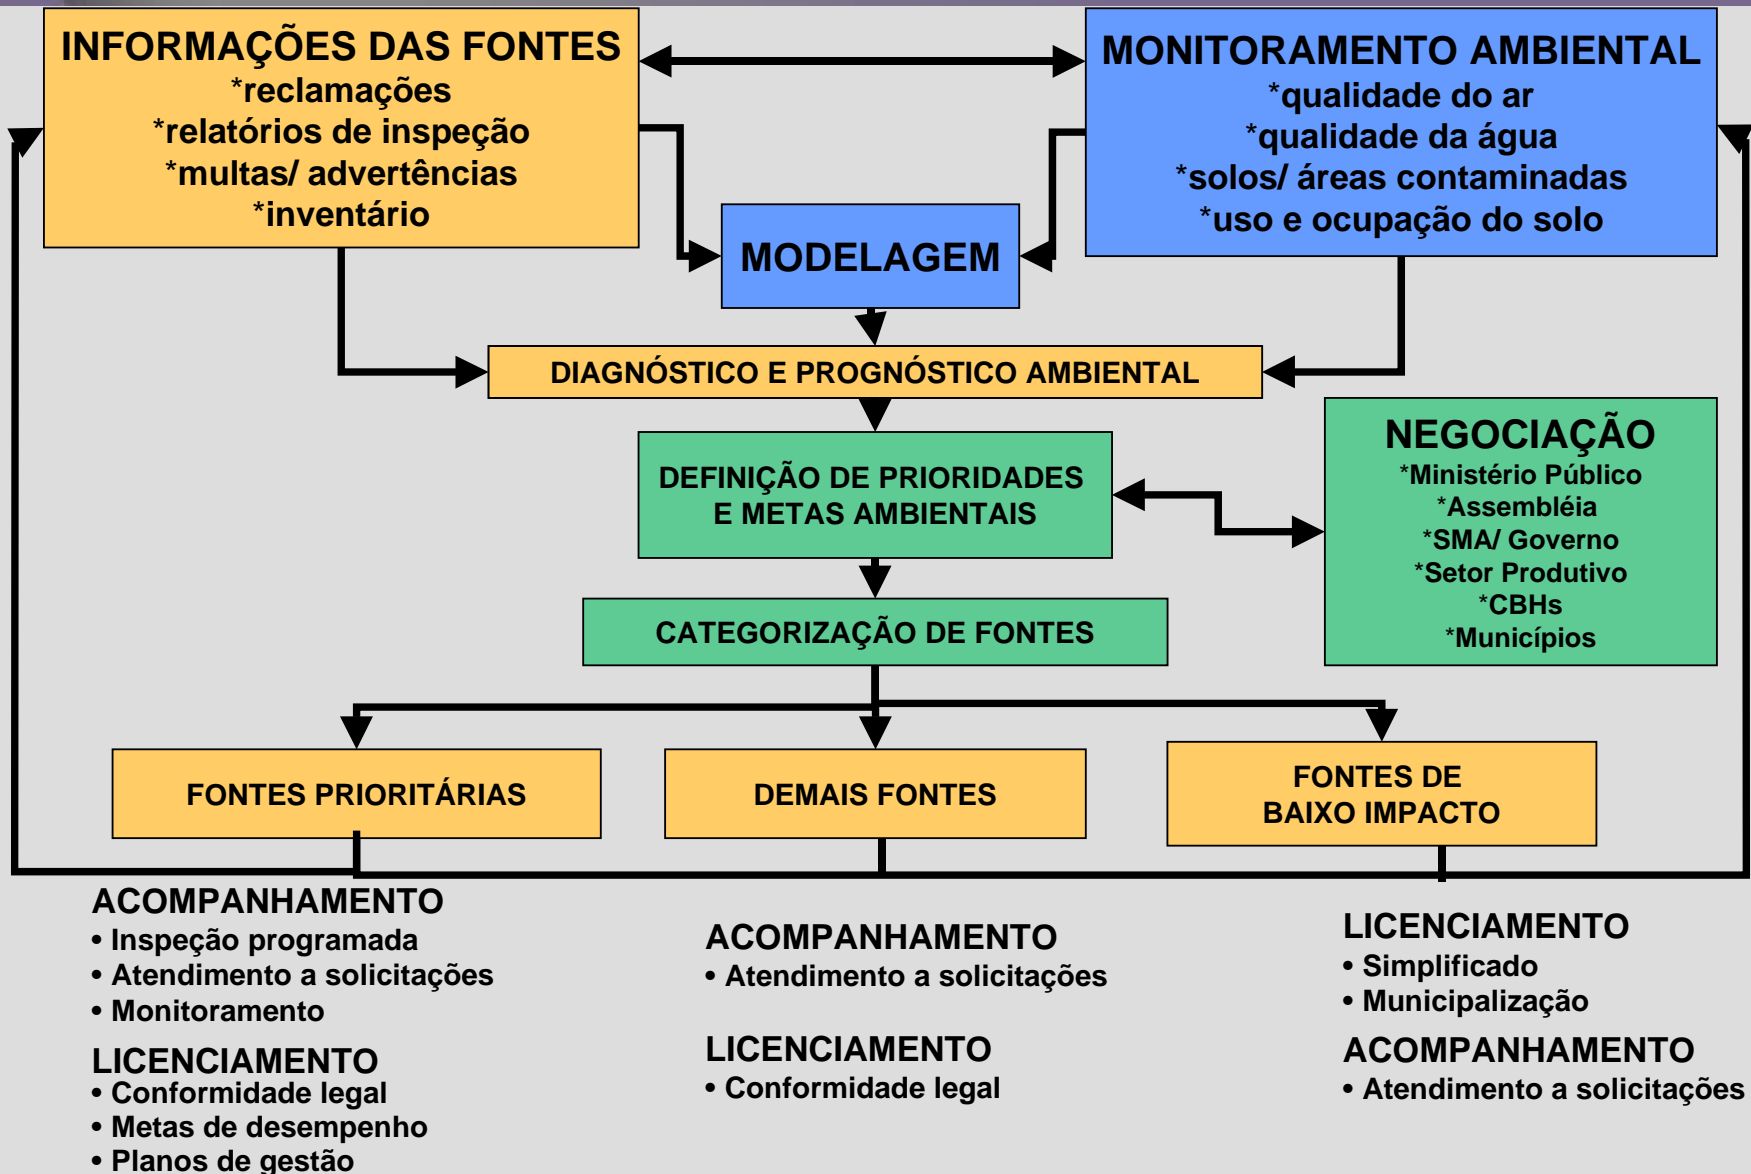 INFORMAÇÕES DAS FONTES
*reclamações
*relatórios de inspeção
*multas/ advertências
*inventário
MONITORAMENTO AMBIENTAL
*qualidade do ar
*qualidade da água
*solos/ áreas contaminadas
*uso e ocupação do solo
MODELAGEM
DIAGNÓSTICO E PROGNÓSTICO AMBIENTAL
DEFINIÇÃO DE PRIORIDADES
E METAS AMBIENTAIS
NEGOCIAÇÃO
*Ministério Público
*Assembléia
*SMA/ Governo
*Setor Produtivo
*CBHs
*Municípios
CATEGORIZAÇÃO DE FONTES
FONTES PRIORITÁRIAS
DEMAIS FONTES
FONTES DE
BAIXO IMPACTO
ACOMPANHAMENTO
• Inspeção programada
• Atendimento a solicitações
• Monitoramento
LICENCIAMENTO
• Conformidade legal
• Metas de desempenho
• Planos de gestão
ACOMPANHAMENTO
• Atendimento a solicitações
LICENCIAMENTO
• Conformidade legal
LICENCIAMENTO
• Simplificado
• Municipalização
ACOMPANHAMENTO
• Atendimento a solicitações